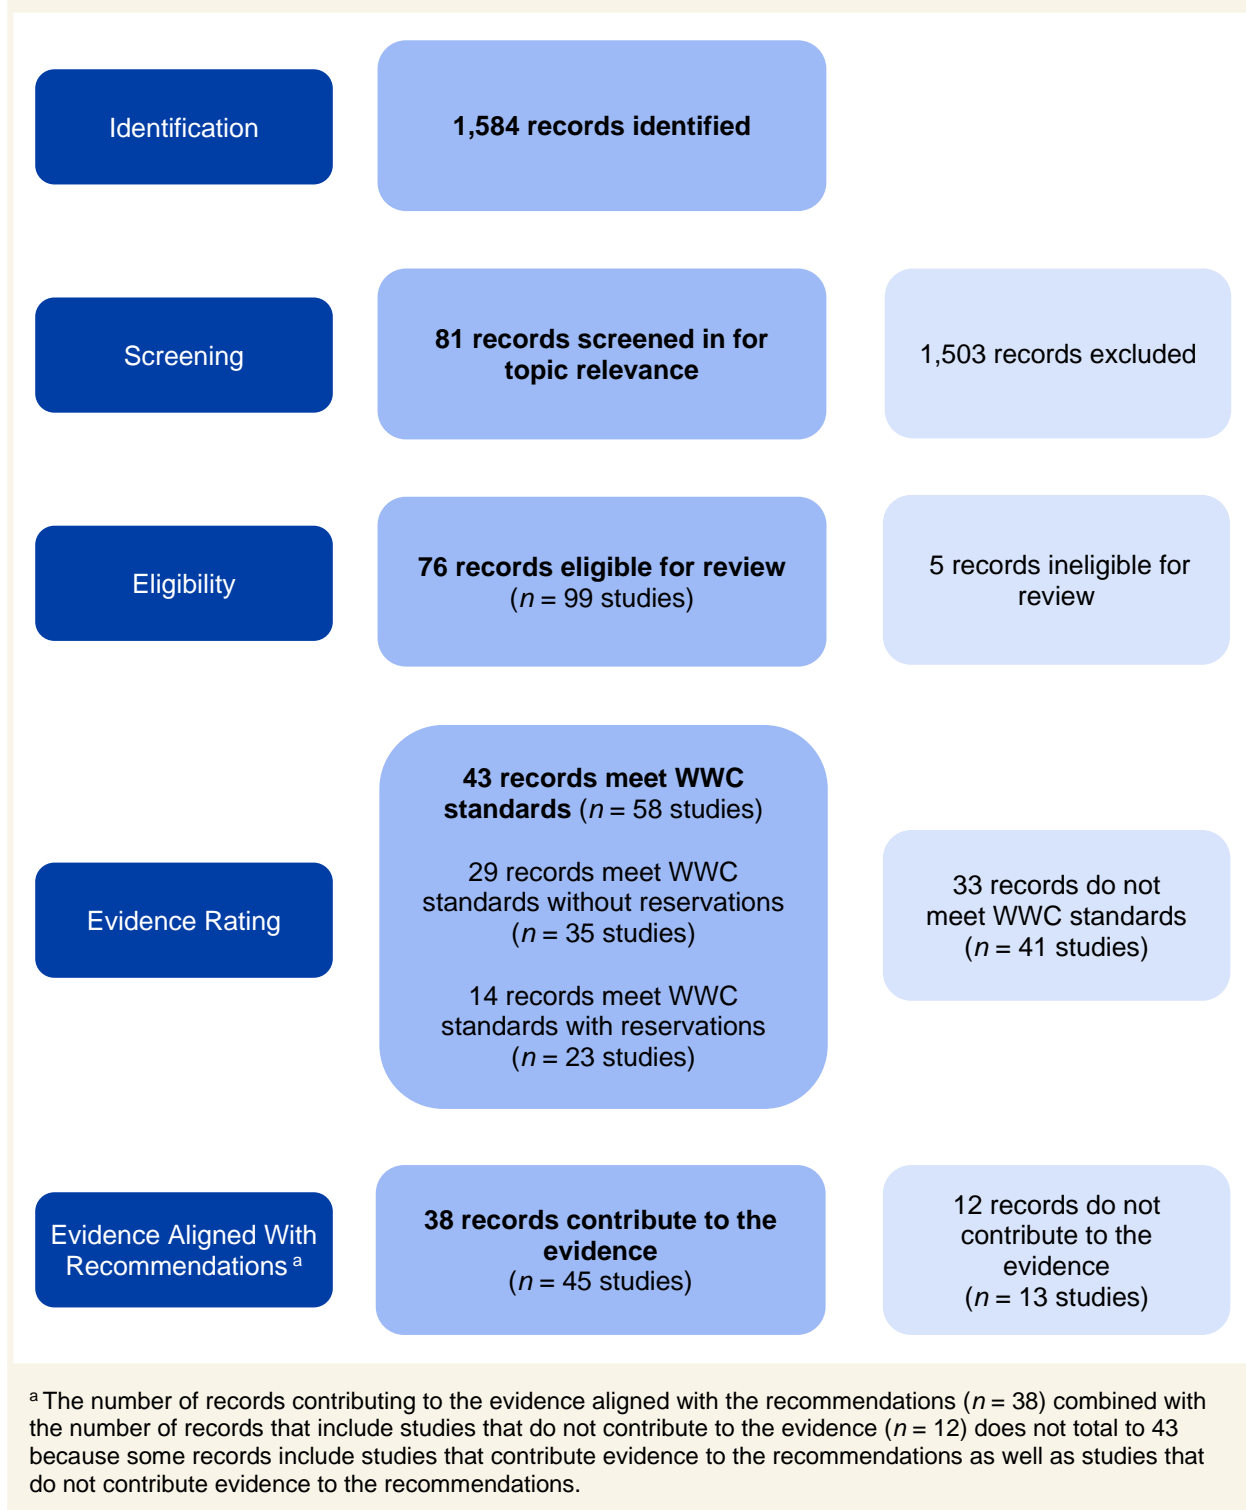 Identification
1,584 records identified
Screening
81 records screened in for
topic relevance
1,503 records excluded
Eligibility
76 records eligible for review
(n = 99 studies)
5 records ineligible for
review
Evidence Rating
43 records meet WWC
standards (n = 58 studies)
29 records meet WWC
standards without reservations
(n = 35 studies)
14 records meet WWC
standards with reservations
(n = 23 studies)
33 records do not
meet WWC standards
(n = 41 studies)
Evidence Aligned With
Recommendations a
38 records contribute to the
evidence
(n = 45 studies)
12 records do not
contribute to the
evidence
(n = 13 studies)
a The number of records contributing to the evidence aligned with the recommendations (n = 38) combined with
the number of records that include studies that do not contribute to the evidence (n = 12) does not total to 43
because some records include studies that contribute evidence to the recommendations as well as studies that
do not contribute evidence to the recommendations.